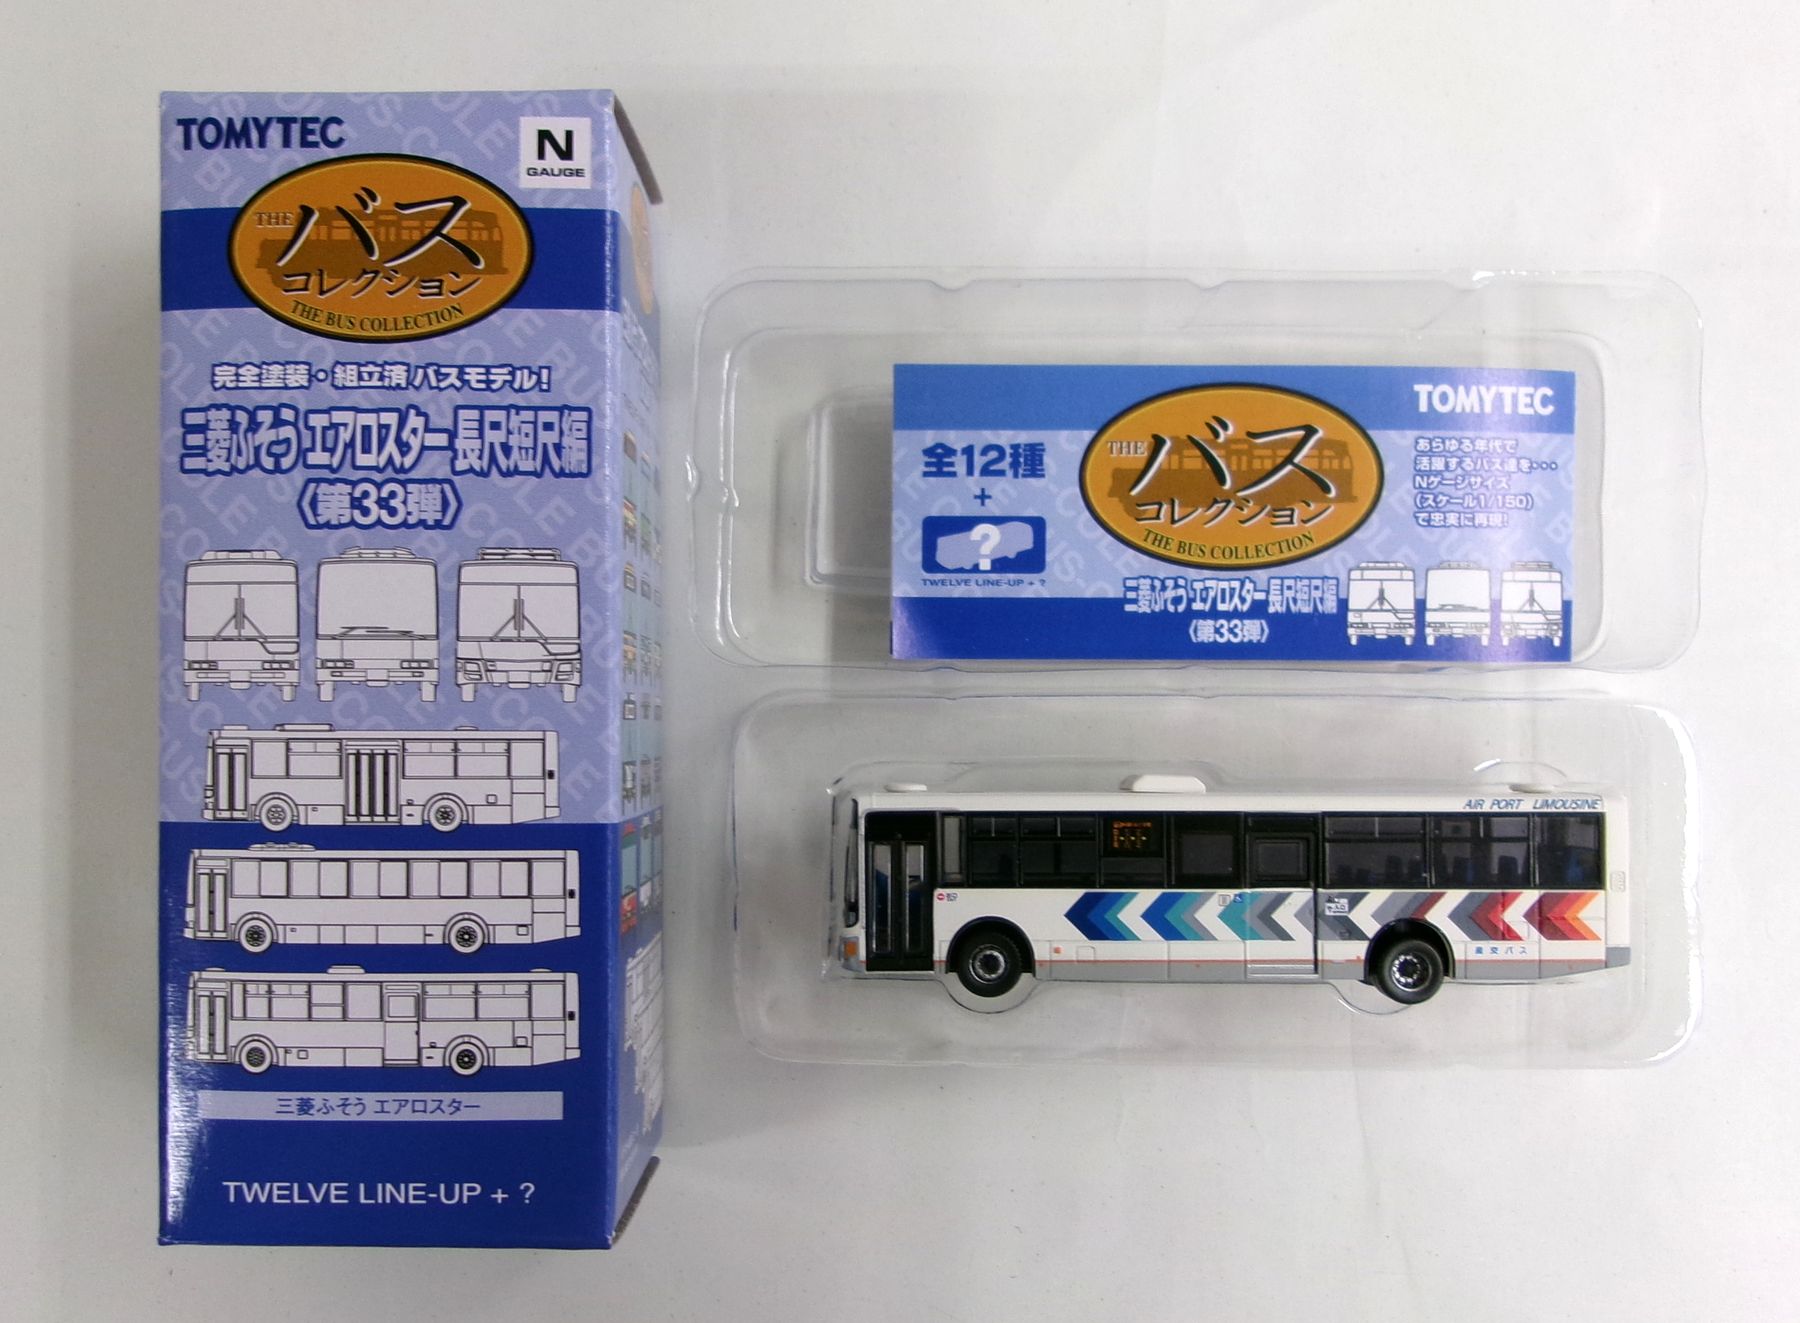 TOMYTEC
N
GAUGE
THE
バス
コレクション
THE BUS COLLECTION
完全塗装・組立済 バスモデル!
三菱ふそう エアロスター 長尺短尺編
〈第33弾〉
三菱ふそう エアロスター
TWELVE LINE-UP + ?
TOMYTEC
全12種
+
?
TWELVE LINE-UP + ?
THE
バス
コレクション
THE BUS COLLECTION
あらゆる年代で
活躍するバス達を・・・
Nゲージサイズ
(スケール1/150)
で忠実に再現!
三菱ふそう エアロスター 長尺短尺編
〈第33弾〉
AIR PORT LIMOUSINE